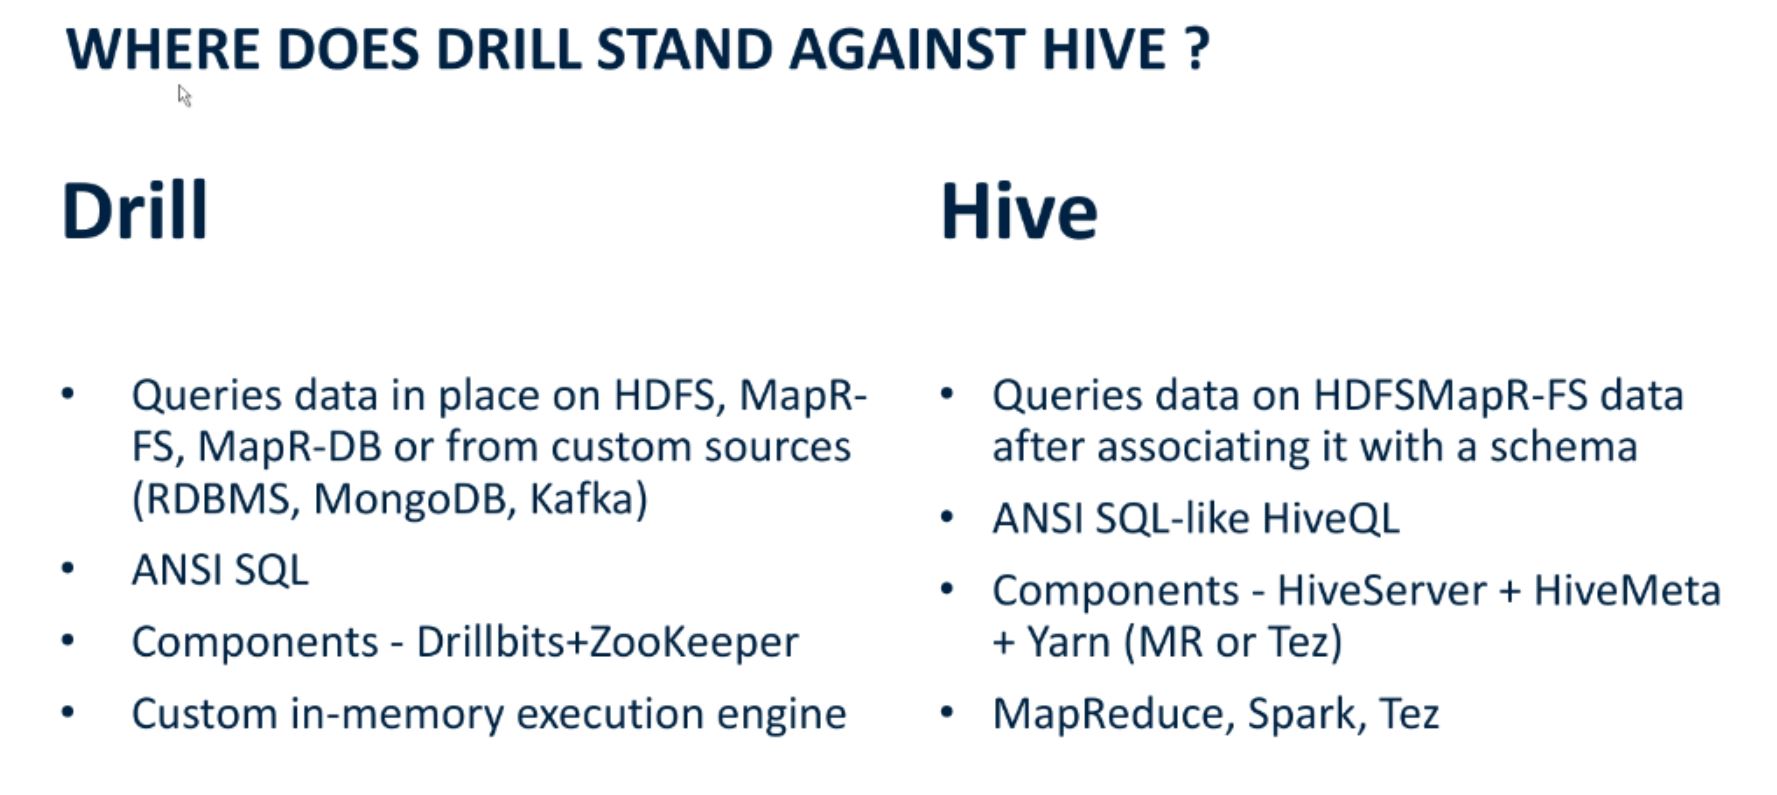 WHERE DOES DRILL STAND AGAINST HIVE ?
Drill
• Queries data in place on HDFS, MapR-
FS, MapR-DB or from custom sources
(RDBMS, MongoDB, Kafka)
• ANSI SQL
• Components - Drillbits+ZooKeeper
• Custom in-memory execution engine
Hive
• Queries data on HDFSMapR-FS data
after associating it with a schema
• ANSI SQL-like HiveQL
• Components - HiveServer + HiveMeta
+ Yarn (MR or Tez)
• MapReduce, Spark, Tez